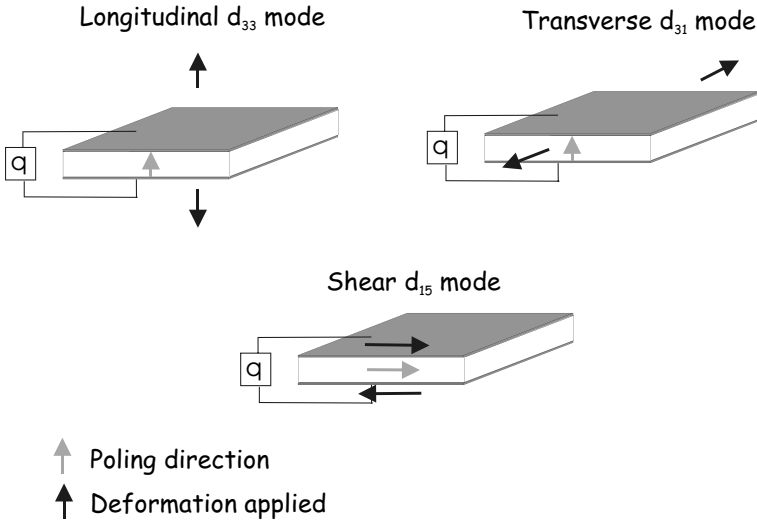 Longitudinal d₃₃ mode
Transverse d₃₁ mode
q
q
Shear d₁₅ mode
q
Poling direction
Deformation applied